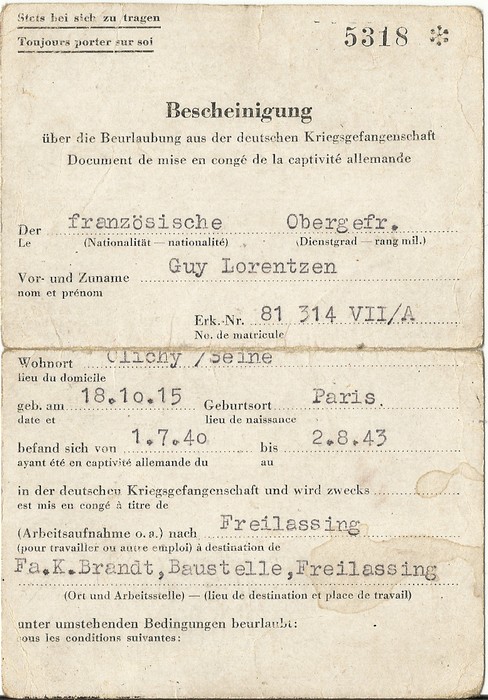 Stets bei sich zu tragen
Toujours porter sur soi
5318 ✲
Bescheinigung
über die Beurlaubung aus der deutschen Kriegsgefangenschaft
Document de mise en congé de la captivité allemande
Der französische Obergefr.
Le (Nationalität — nationalité) (Dienstgrad — rang mil.)
Vor- und Zuname Guy Lorentzen
nom et prénom
Erk.-Nr. 81 314 VII/A
No. de matricule
Wohnort Clichy /Seine
lieu du domicile
geb. am 18.10.15 Geburtsort Paris.
date et lieu de naissance
befand sich von 1.7.40 bis 2.8.43
ayant été en captivité allemande du au
in der deutschen Kriegsgefangenschaft und wird zwecks
est mis en congé à titre de
(Arbeitsaufnahme o.a.) nach Freilassing
(pour travailler ou autre emploi) à destination de
Fa.K.Brandt,Baustelle,Freilassing
(Ort und Arbeitsstelle) — (lieu de destination et place de travail)
unter umstehenden Bedingungen beurlaubt:
sous les conditions suivantes: